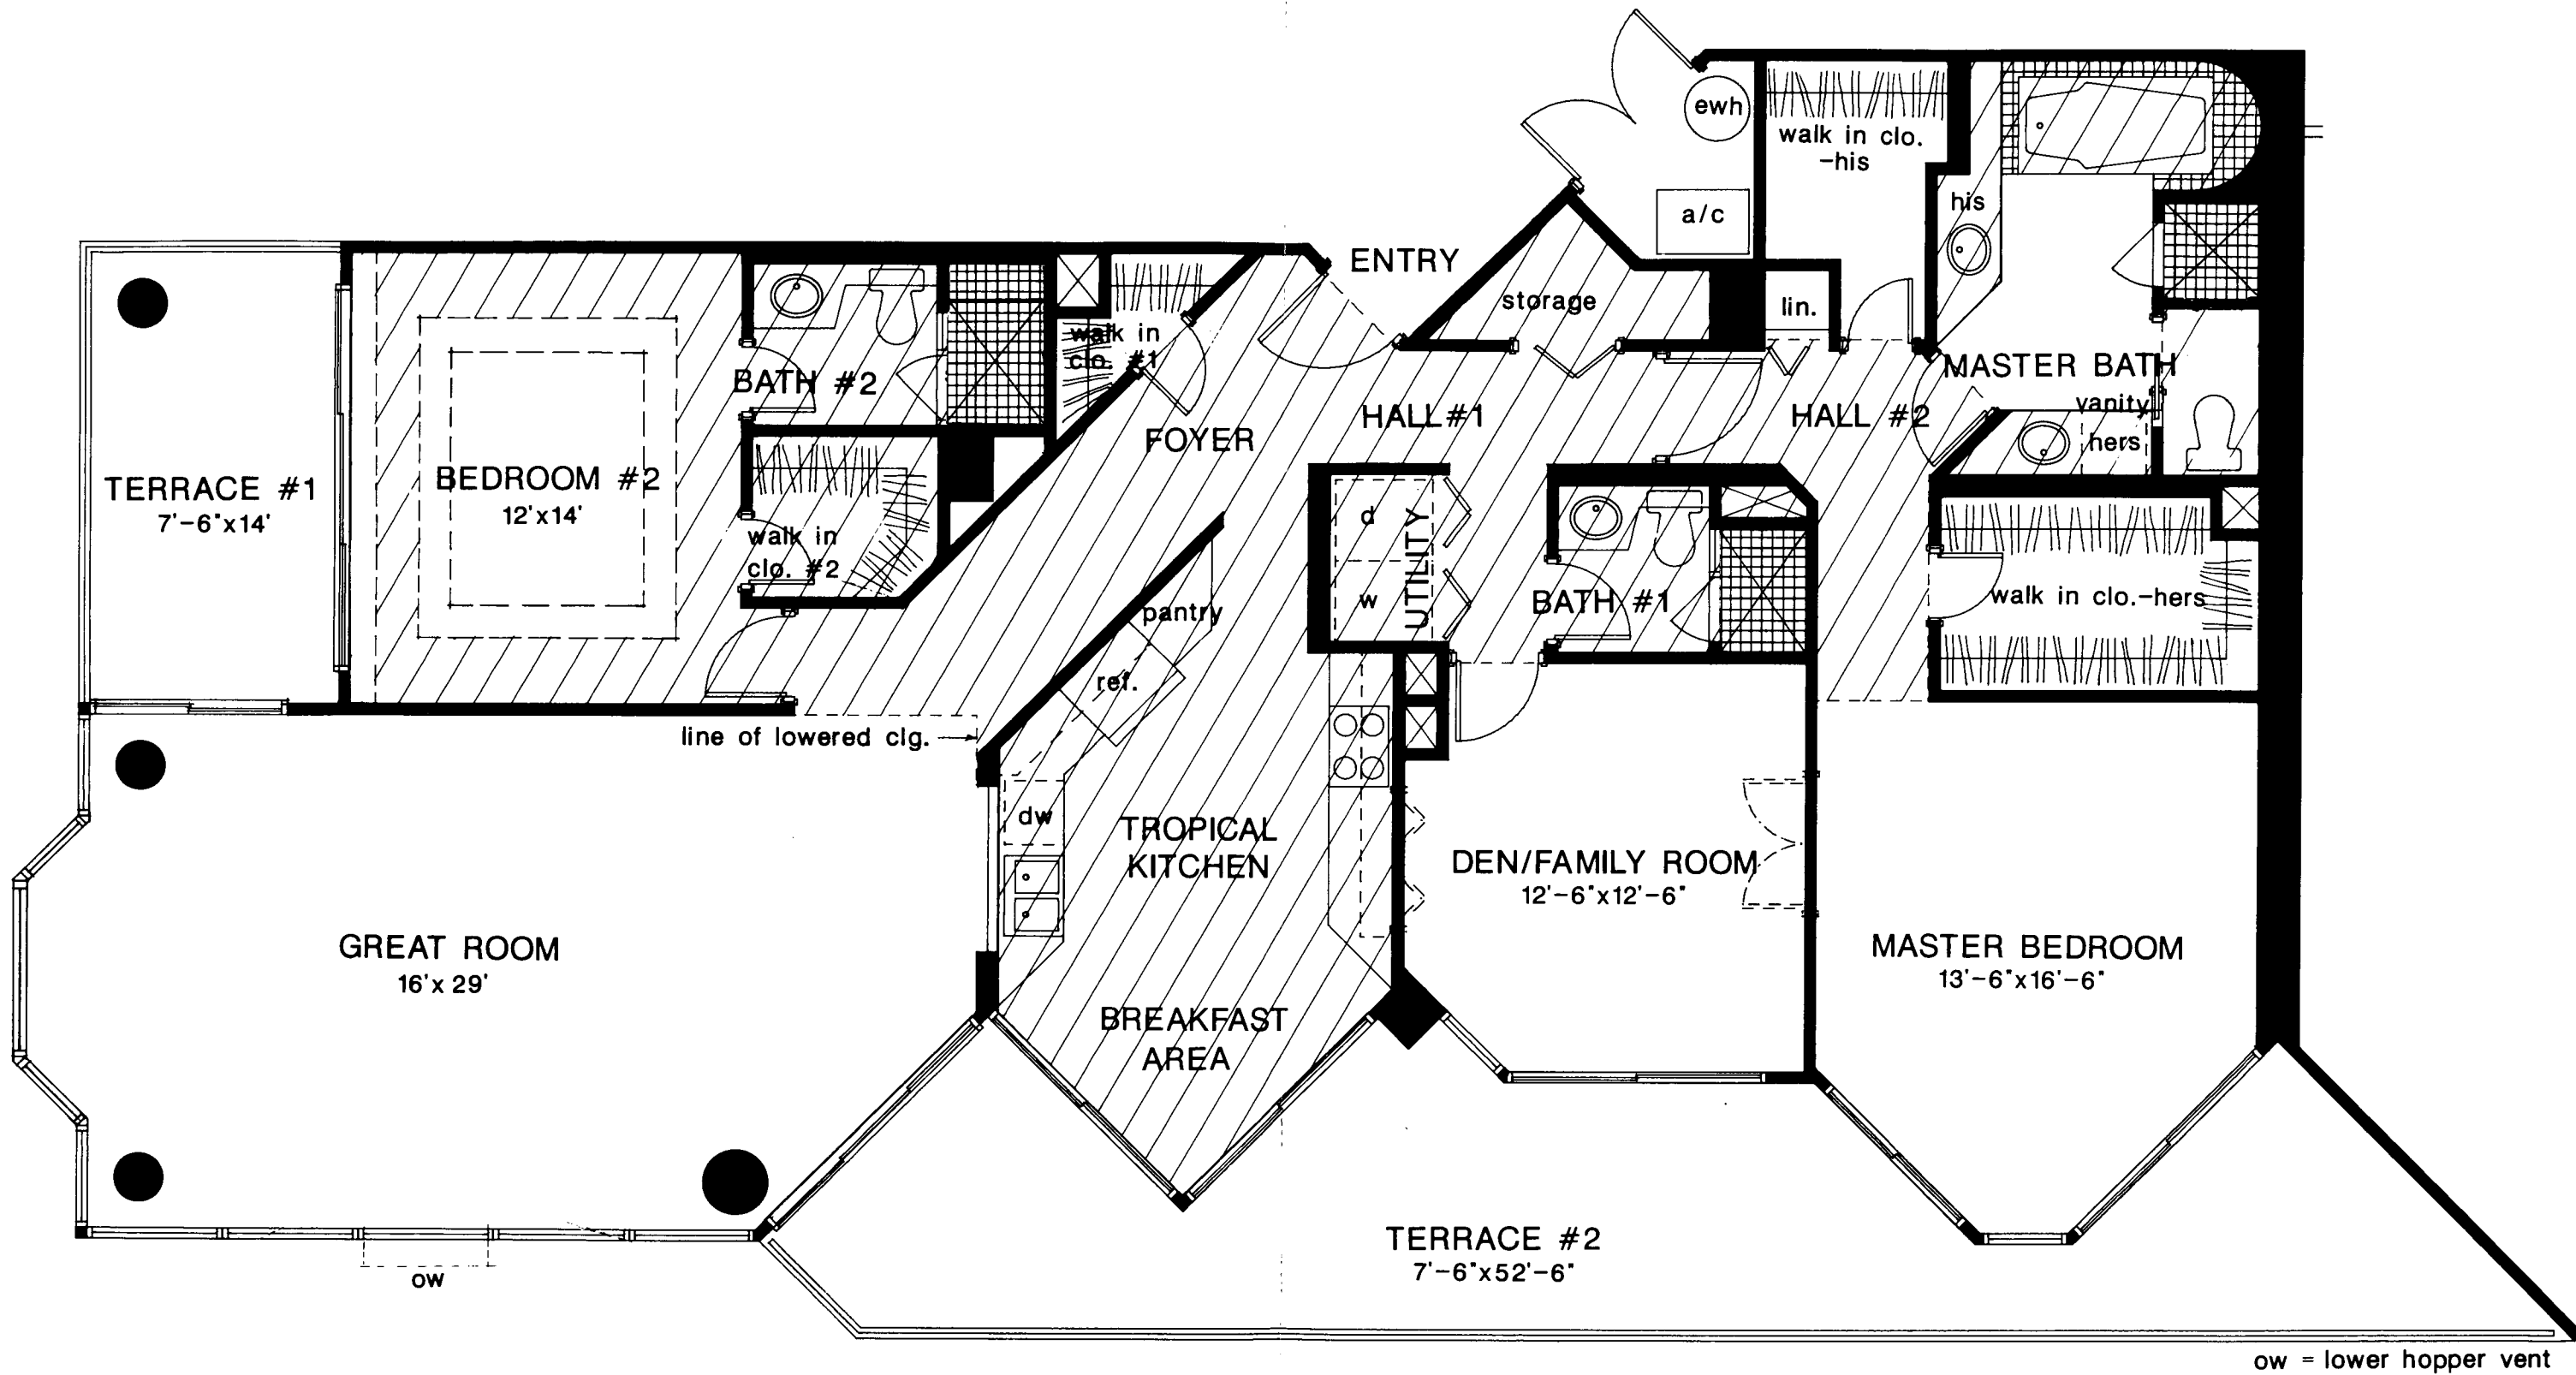 ewh
walk in clo.
-his
a/c
his
ENTRY
storage
lin.
walk in
clo. #1
MASTER BATH
BATH #2
vanity
hers
HALL #1
HALL #2
FOYER
TERRACE #1
7'-6"x14'
BEDROOM #2
12'x14'
d
UTILITY
w
walk in
clo. #2
BATH #1
walk in clo.-hers
pantry
ref.
line of lowered clg.
dw
TROPICAL
KITCHEN
DEN/FAMILY ROOM
12'-6"x12'-6"
GREAT ROOM
16'x 29'
MASTER BEDROOM
13'-6"x16'-6"
BREAKFAST
AREA
TERRACE #2
7'-6"x52'-6"
ow
ow = lower hopper vent